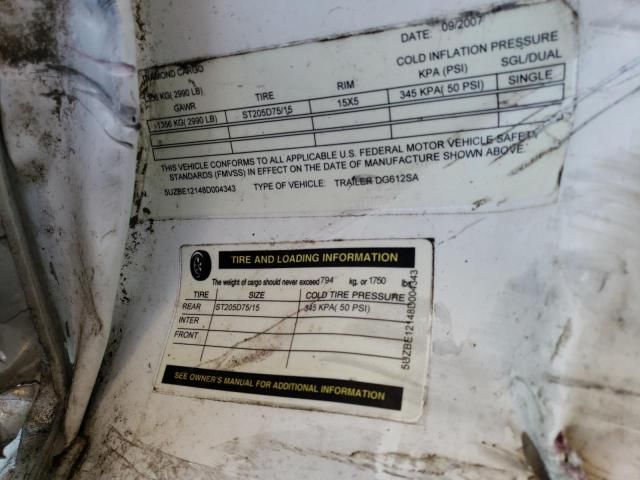 DATE: 09/2007
DIAMOND CARGO COLD INFLATION PRESSURE
1356 KG( 2990 LB) KPA (PSI) SGL/DUAL
GAWR TIRE RIM
1356 KG( 2990 LB) ST205D75/15 15X5 345 KPA( 50 PSI) SINGLE
THIS VEHICLE CONFORMS TO ALL APPLICABLE U.S. FEDERAL MOTOR VEHICLE SAFETY
STANDARDS (FMVSS) IN EFFECT ON THE DATE OF MANUFACTURE SHOWN ABOVE.
5UZBE12148D004343 TYPE OF VEHICLE: TRAILER DG612SA
TIRE AND LOADING INFORMATION
The weight of cargo should never exceed 794 kg. or 1750
TIRE SIZE COLD TIRE PRESSURE
REAR ST205D75/15 345 KPA( 50 PSI)
INTER
FRONT
SEE OWNER'S MANUAL FOR ADDITIONAL INFORMATION
5UZBE12148D004343